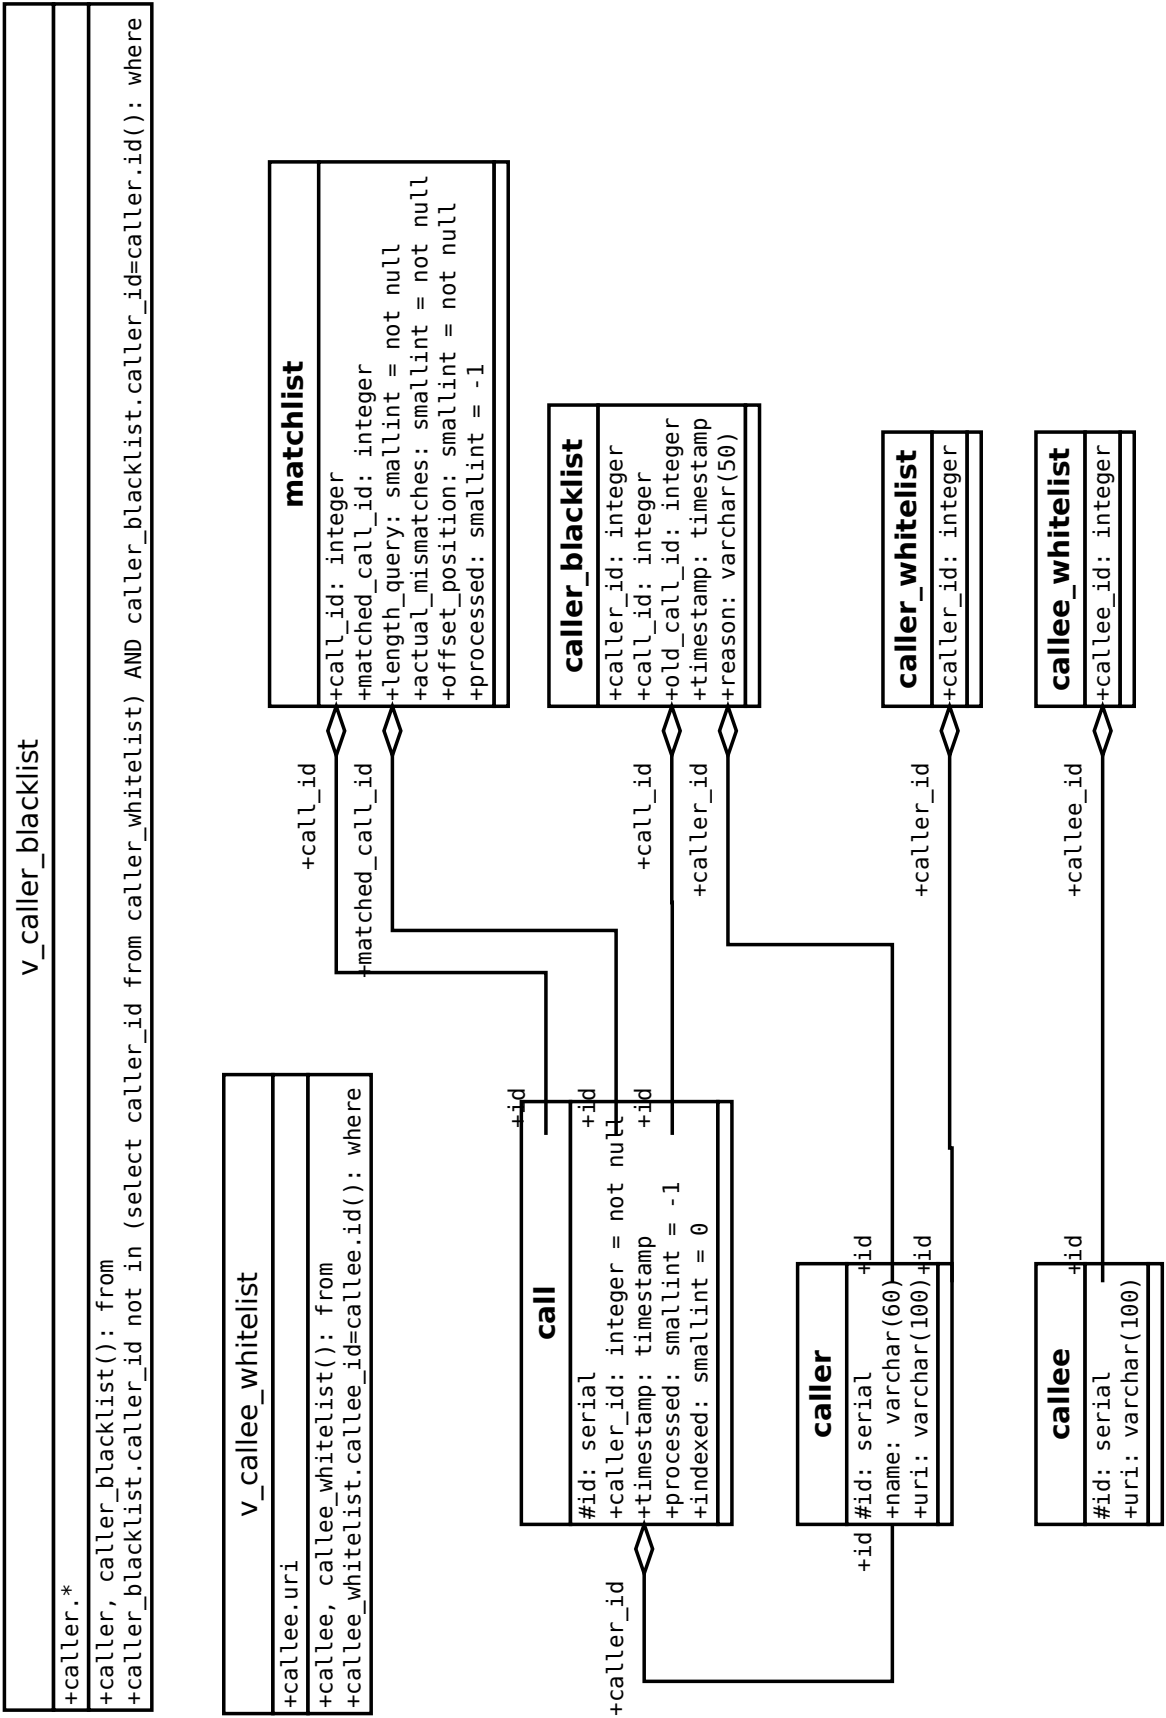 v_caller_blacklist
+caller.*
+caller, caller_blacklist(): from
+caller_blacklist.caller_id not in (select caller_id from caller_whitelist) AND caller_blacklist.caller_id=caller.id(): where
v_callee_whitelist
+callee.uri
+callee, callee_whitelist(): from
+callee_whitelist.callee_id=callee.id(): where
matchlist
+call_id: integer
+matched_call_id: integer
+length_query: smallint = not null
+actual_mismatches: smallint = not null
+offset_position: smallint = not null
+processed: smallint = -1
+call_id
+matched_call_id
+id
+id
+id
call
#id: serial
+caller_id: integer = not null
+timestamp: timestamp
+processed: smallint = -1
+indexed: smallint = 0
caller_blacklist
+caller_id: integer
+call_id: integer
+old_call_id: integer
+timestamp: timestamp
+reason: varchar(50)
+call_id
+caller_id
+caller_id
+id
caller
#id: serial
+name: varchar(60)
+uri: varchar(100)
+id
+id
caller_whitelist
+caller_id: integer
+caller_id
callee_whitelist
+callee_id: integer
+callee_id
+id
callee
#id: serial
+uri: varchar(100)